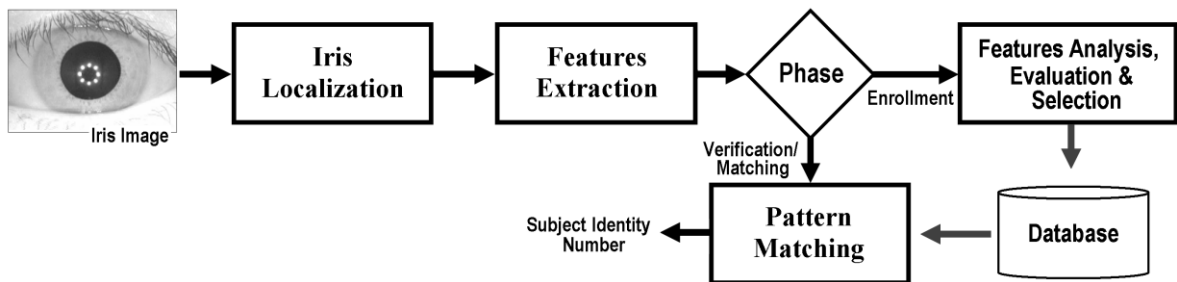 Iris Image
Iris
Localization
Features
Extraction
Phase
Enrollment
Features Analysis,
Evaluation &
Selection
Verification/
Matching
Pattern
Matching
Subject Identity
Number
Database